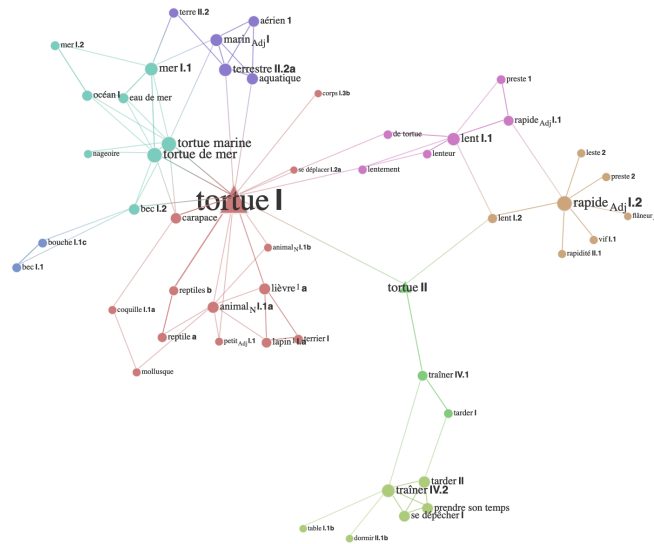 terre II.2
aérien 1
marin Adj I
mer I.2
mer I.1
terrestre II.2a
aquatique
océan I
eau de mer
corps I.3b
preste 1
rapide Adj I.1
de tortue
lent I.1
tortue marine
tortue de mer
nageoire
lenteur
leste 2
se déplacer I.2a
lentement
preste 2
tortue I
rapide Adj I.2
bec I.2
carapace
lent I.2
flâneur
bouche I.1c
animal N I.1b
vif I.1
rapidité II.1
bec I.1
tortue II
reptiles b
lièvre I a
coquille I.1a
animal N I.1a
reptile a
petit Adj I.1
lapin I I.a
terrier I
mollusque
traîner IV.1
tarder I
tarder II
traîner IV.2
prendre son temps
se dépêcher I
table I.1b
dormir II.1b